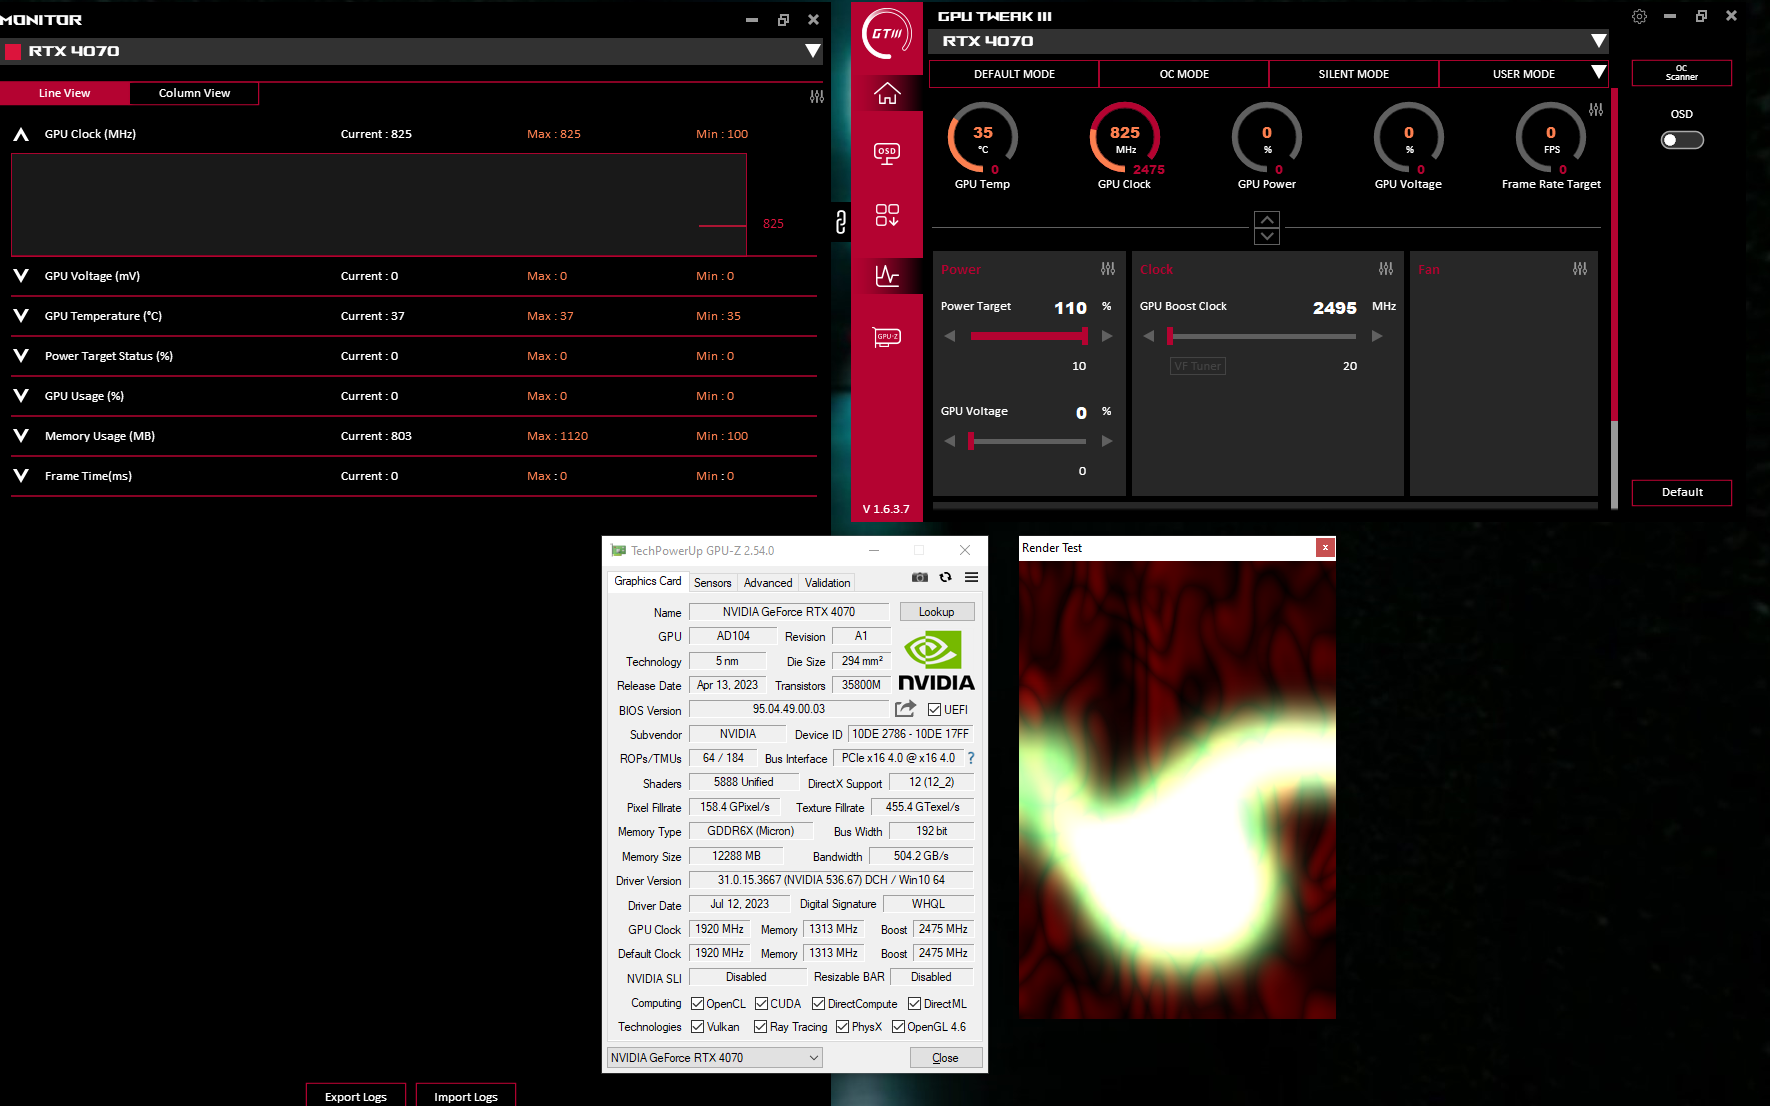 MONITOR
RTX 4070
Line View
Column View
GPU Clock (MHz) Current : 825 Max : 825 Min : 100
825
GPU Voltage (mV) Current : 0 Max : 0 Min : 0
GPU Temperature (°C) Current : 37 Max : 37 Min : 35
Power Target Status (%) Current : 0 Max : 0 Min : 0
GPU Usage (%) Current : 0 Max : 0 Min : 0
Memory Usage (MB) Current : 803 Max : 1120 Min : 100
Frame Time(ms) Current : 0 Max : 0 Min : 0
Export Logs
Import Logs
GTIII
OSD
GPU-Z
V 1.6.3.7
GPU TWEAK III
RTX 4070
DEFAULT MODE OC MODE SILENT MODE USER MODE
OC
Scanner
OSD
35 825 0 0 0
°C MHz % % FPS
0 2475 0 0 0
GPU Temp GPU Clock GPU Power GPU Voltage Frame Rate Target
Power
Power Target 110 %
10
GPU Voltage 0 %
0
Clock
GPU Boost Clock 2495 MHz
VF Tuner 20
Fan
Default
TechPowerUp GPU-Z 2.54.0
Graphics Card Sensors Advanced Validation
Name NVIDIA GeForce RTX 4070 Lookup
GPU AD104 Revision A1
Technology 5 nm Die Size 294 mm²
Release Date Apr 13, 2023 Transistors 35800M
NVIDIA
BIOS Version 95.04.49.00.03 UEFI
Subvendor NVIDIA Device ID 10DE 2786 - 10DE 17FF
ROPs/TMUs 64 / 184 Bus Interface PCIe x16 4.0 @ x16 4.0 ?
Shaders 5888 Unified DirectX Support 12 (12_2)
Pixel Fillrate 158.4 GPixel/s Texture Fillrate 455.4 GTexel/s
Memory Type GDDR6X (Micron) Bus Width 192 bit
Memory Size 12288 MB Bandwidth 504.2 GB/s
Driver Version 31.0.15.3667 (NVIDIA 536.67) DCH / Win10 64
Driver Date Jul 12, 2023 Digital Signature WHQL
GPU Clock 1920 MHz Memory 1313 MHz Boost 2475 MHz
Default Clock 1920 MHz Memory 1313 MHz Boost 2475 MHz
NVIDIA SLI Disabled Resizable BAR Disabled
Computing OpenCL CUDA DirectCompute DirectML
Technologies Vulkan Ray Tracing PhysX OpenGL 4.6
NVIDIA GeForce RTX 4070 Close
Render Test